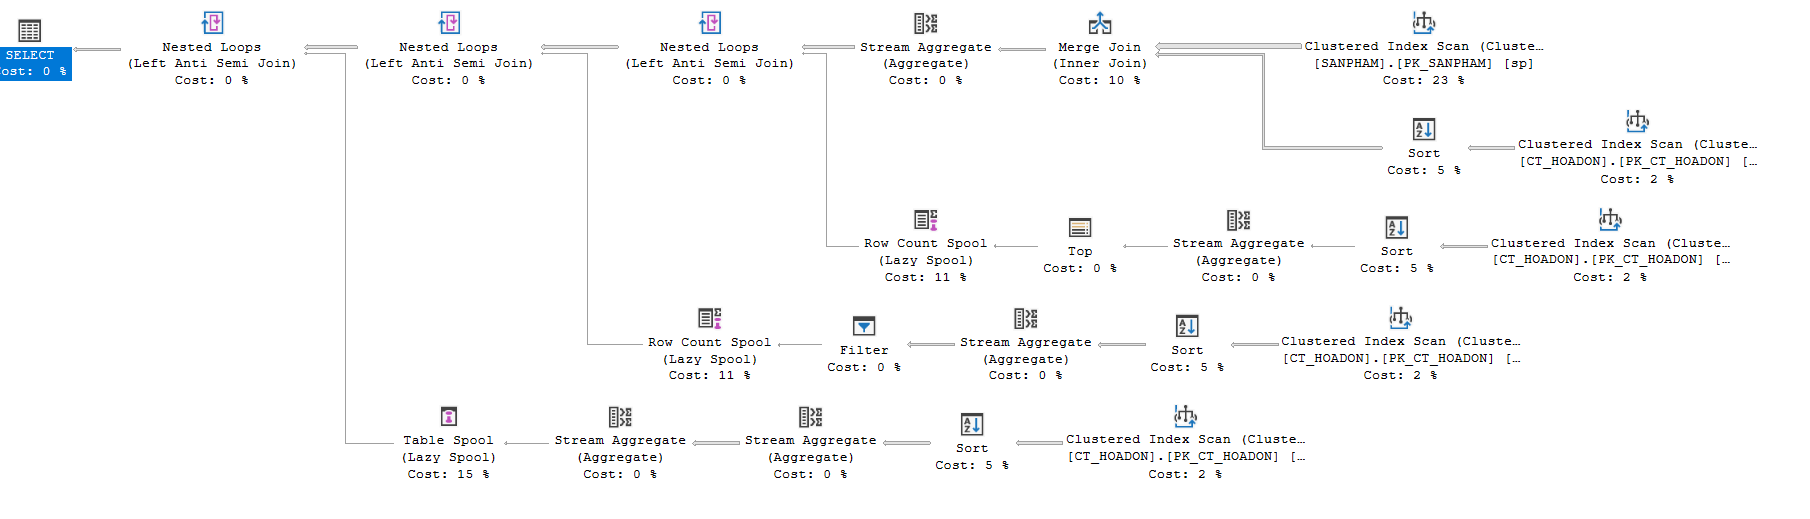 SELECT
Cost: 0 %
Nested Loops
(Left Anti Semi Join)
Cost: 0 %
Nested Loops
(Left Anti Semi Join)
Cost: 0 %
Nested Loops
(Left Anti Semi Join)
Cost: 0 %
Stream Aggregate
(Aggregate)
Cost: 0 %
Merge Join
(Inner Join)
Cost: 10 %
Clustered Index Scan (Cluste…
[SANPHAM].[PK_SANPHAM] [sp]
Cost: 23 %
Sort
Cost: 5 %
Clustered Index Scan (Cluste…
[CT_HOADON].[PK_CT_HOADON] […
Cost: 2 %
Row Count Spool
(Lazy Spool)
Cost: 11 %
Top
Cost: 0 %
Stream Aggregate
(Aggregate)
Cost: 0 %
Sort
Cost: 5 %
Clustered Index Scan (Cluste…
[CT_HOADON].[PK_CT_HOADON] […
Cost: 2 %
Row Count Spool
(Lazy Spool)
Cost: 11 %
Filter
Cost: 0 %
Stream Aggregate
(Aggregate)
Cost: 0 %
Sort
Cost: 5 %
Clustered Index Scan (Cluste…
[CT_HOADON].[PK_CT_HOADON] […
Cost: 2 %
Table Spool
(Lazy Spool)
Cost: 15 %
Stream Aggregate
(Aggregate)
Cost: 0 %
Stream Aggregate
(Aggregate)
Cost: 0 %
Sort
Cost: 5 %
Clustered Index Scan (Cluste…
[CT_HOADON].[PK_CT_HOADON] […
Cost: 2 %